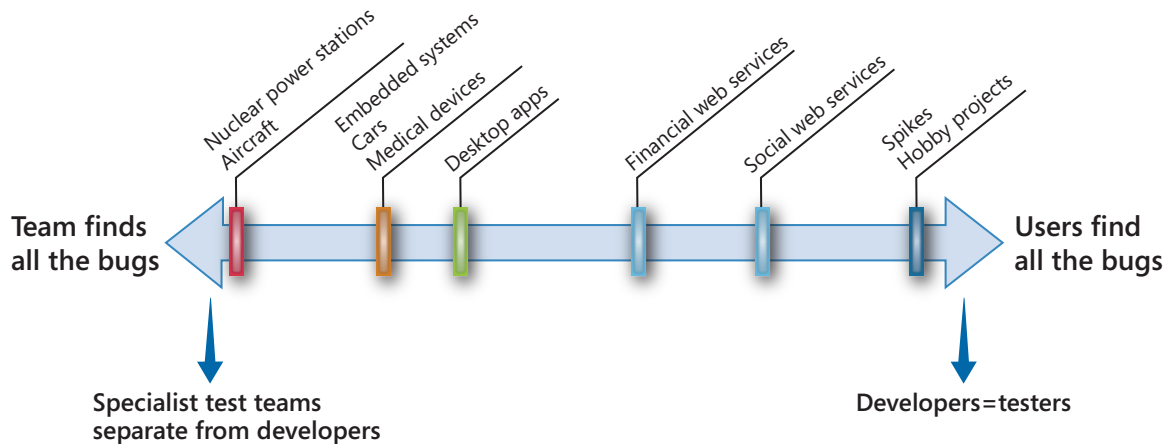 Nuclear power stations
Aircraft
Embedded systems
Cars
Medical devices
Desktop apps
Financial web services
Social web services
Spikes
Hobby projects
Team finds
all the bugs
Users find
all the bugs
Specialist test teams
separate from developers
Developers=testers